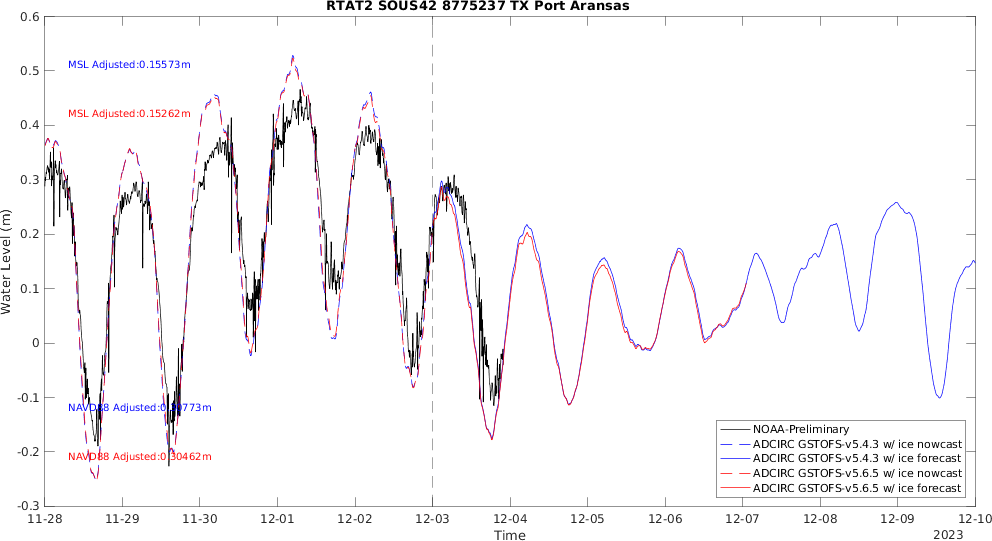 RTAT2 SOUS42 8775237 TX Port Aransas
0.6
0.5
0.4
0.3
0.2
0.1
0
-0.1
-0.2
-0.3
Water Level (m)
MSL Adjusted:0.15573m
MSL Adjusted:0.15262m
NAVD88 Adjusted:0.30773m
NAVD88 Adjusted:0.30462m
NOAA-Preliminary
ADCIRC GSTOFS-v5.4.3 w/ ice nowcast
ADCIRC GSTOFS-v5.4.3 w/ ice forecast
ADCIRC GSTOFS-v5.6.5 w/ ice nowcast
ADCIRC GSTOFS-v5.6.5 w/ ice forecast
11-28 11-29 11-30 12-01 12-02 12-03 12-04 12-05 12-06 12-07 12-08 12-09 12-10
Time
2023